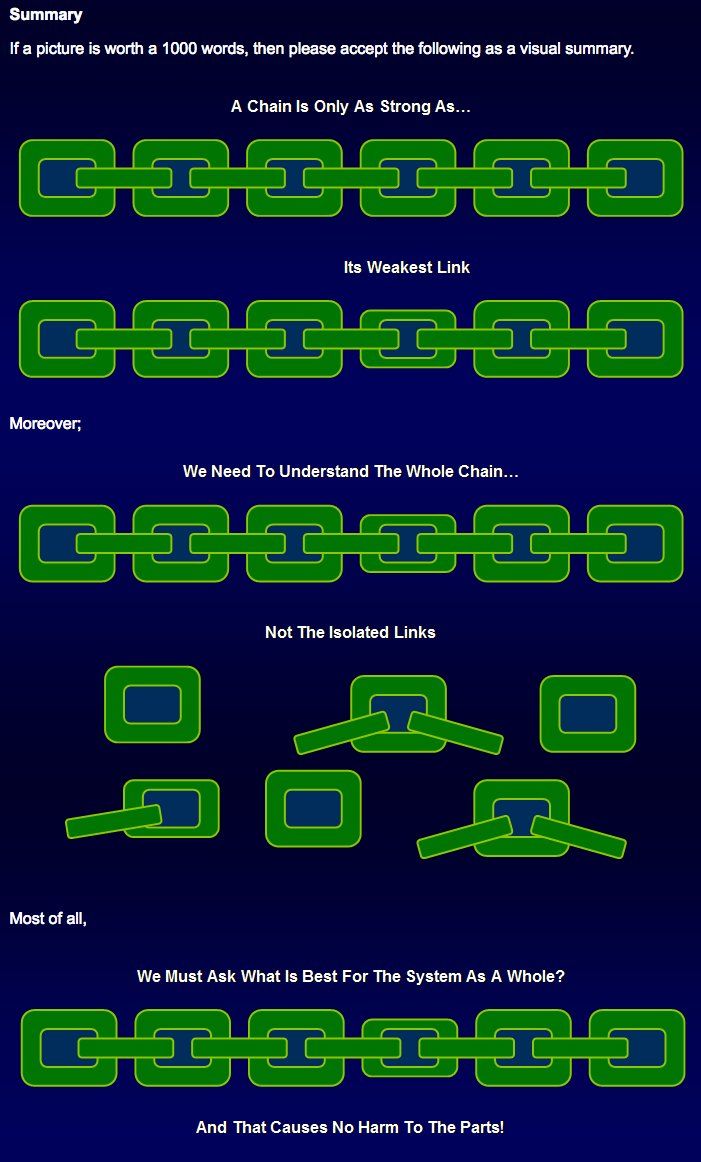 Summary
If a picture is worth a 1000 words, then please accept the following as a visual summary.
A Chain Is Only As Strong As...
Its Weakest Link
Moreover;
We Need To Understand The Whole Chain...
Not The Isolated Links
Most of all,
We Must Ask What Is Best For The System As A Whole?
And That Causes No Harm To The Parts!